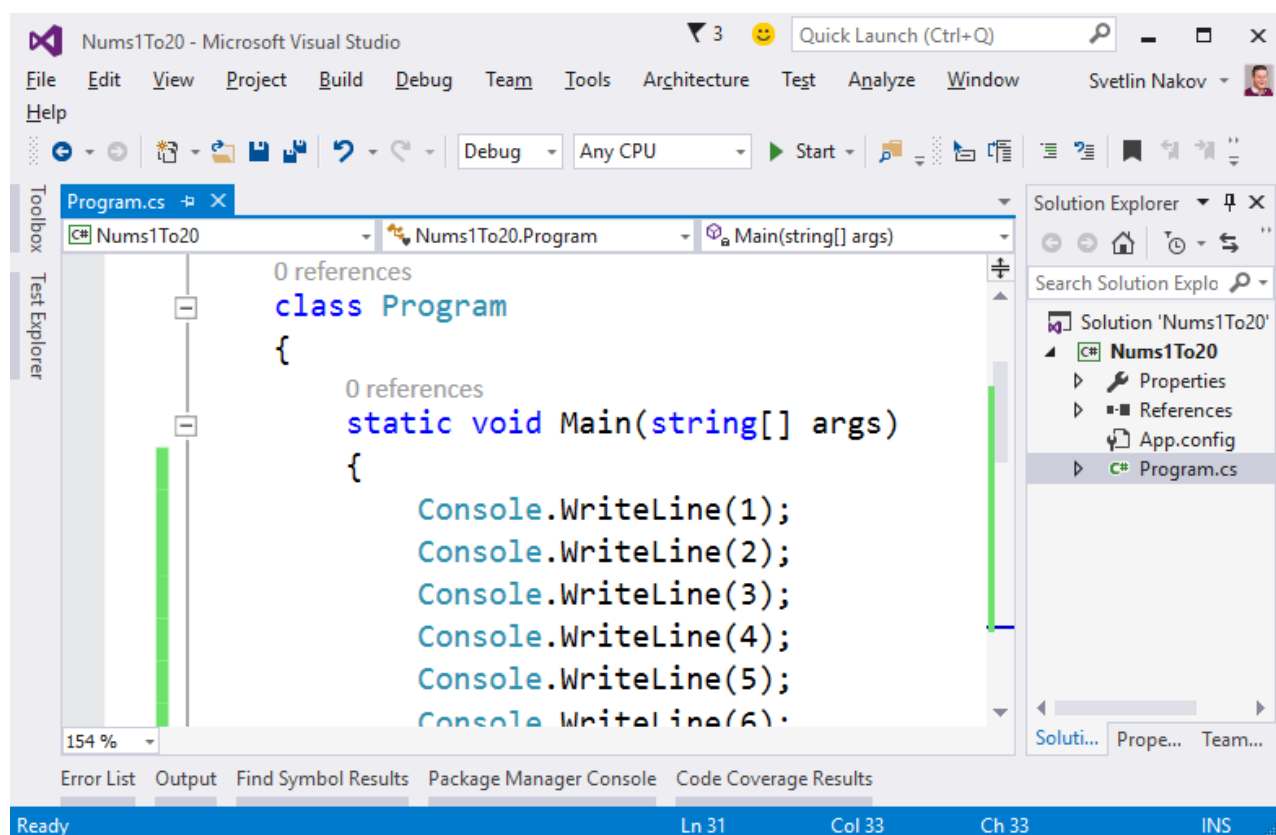 Nums1To20 - Microsoft Visual Studio 3 Quick Launch (Ctrl+Q)
File Edit View Project Build Debug Team Tools Architecture Test Analyze Window Svetlin Nakov
Help
Debug Any CPU Start
Toolbox
Test Explorer
Program.cs
C# Nums1To20 Nums1To20.Program Main(string[] args)
0 references
class Program
{
0 references
static void Main(string[] args)
{
Console.WriteLine(1);
Console.WriteLine(2);
Console.WriteLine(3);
Console.WriteLine(4);
Console.WriteLine(5);
Console.WriteLine(6);
154 %
Solution Explorer
Search Solution Explo
Solution 'Nums1To20'
C# Nums1To20
Properties
References
App.config
C# Program.cs
Soluti... Prope... Team...
Error List Output Find Symbol Results Package Manager Console Code Coverage Results
Ready Ln 31 Col 33 Ch 33 INS